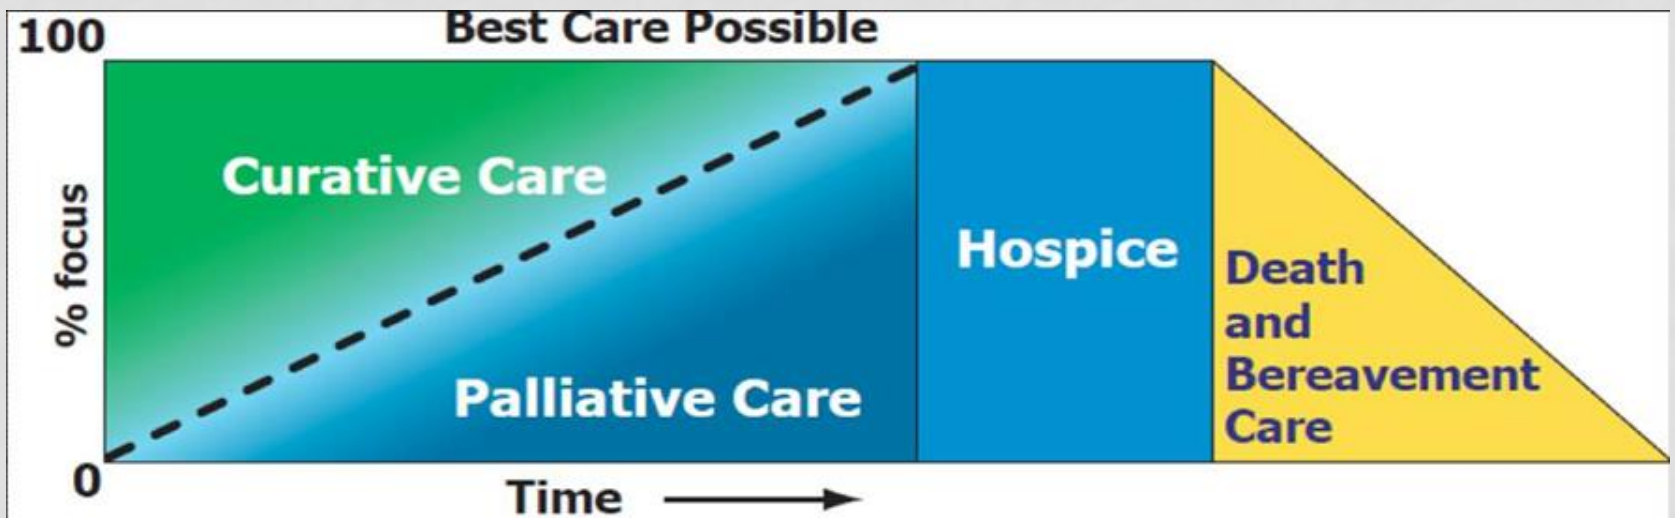 100
Best Care Possible
% focus
Curative Care
Palliative Care
Hospice
Death
and
Bereavement
Care
0
Time